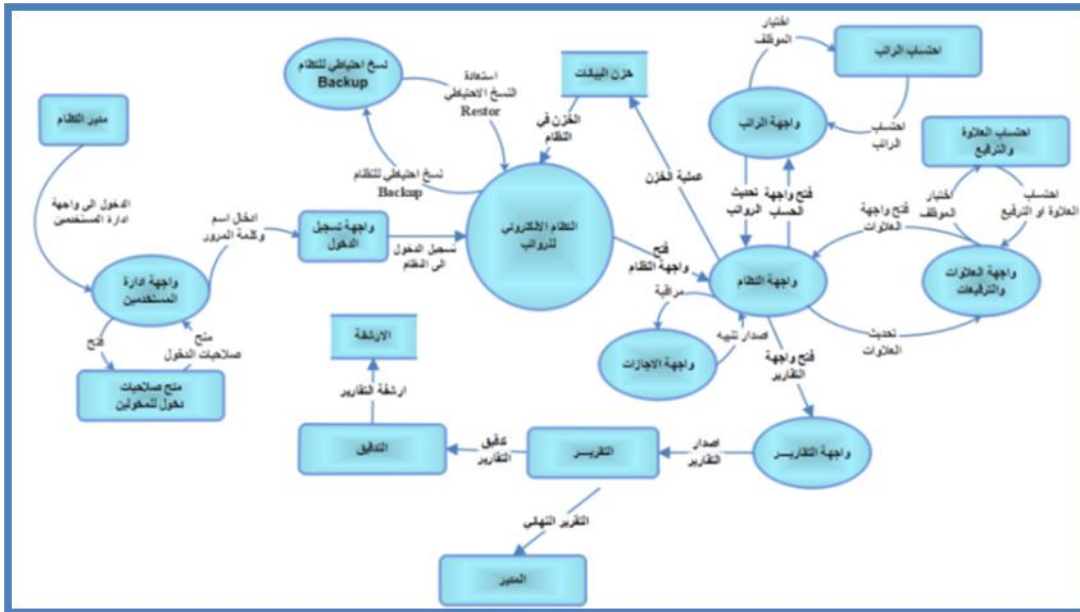 اختيار
الموظف
احتساب الراتب
نسخ احتياطي للنظام
Backup
خزن البيانات
استعادة
النسخ الاحتياطي
Restor
مدير النظام
واجهة الراتب
احتساب
الراتب
احتساب العلاوة
والترفيع
الخزن في
النظام
نسخ احتياطي للنظام
Backup
عملية الخزن
الدخول الى واجهة
ادارة المستخدمين
ادخال اسم
وكلمة المرور
واجهة تسجيل
الدخول
تسجيل الدخول
الى النظام
النظام الالكتروني
للرواتب
فتح
واجهة النظام
تحديث
الرواتب
فتح واجهة
الحساب
اختيار
الموظف
احتساب
العلاوة او الترفيع
فتح واجهة
العلاوات
واجهة ادارة
المستخدمين
واجهة النظام
واجهة العلاوات
والترفيعات
مراقبة
اصدار تنبيه
تحديث
العلاوات
فتح
منح
صلاحيات الدخول
الارشفة
واجهة الاجازات
فتح واجهة
التقارير
منح صلاحيات
دخول للمخولين
ارشفة التقارير
التدقيق
تدقيق
التقارير
التقريـــر
اصدار
التقارير
واجهة التقاريـــر
التقرير النهائي
المدير